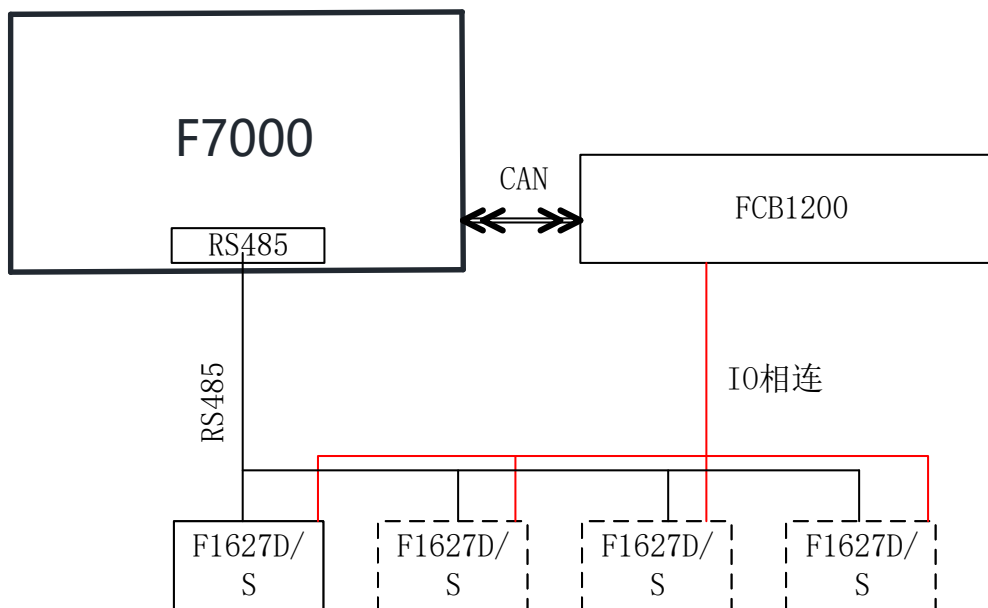 F7000
CAN
FCB1200
RS485
RS485
IO相连
F1627D/
S
F1627D/
S
F1627D/
S
F1627D/
S